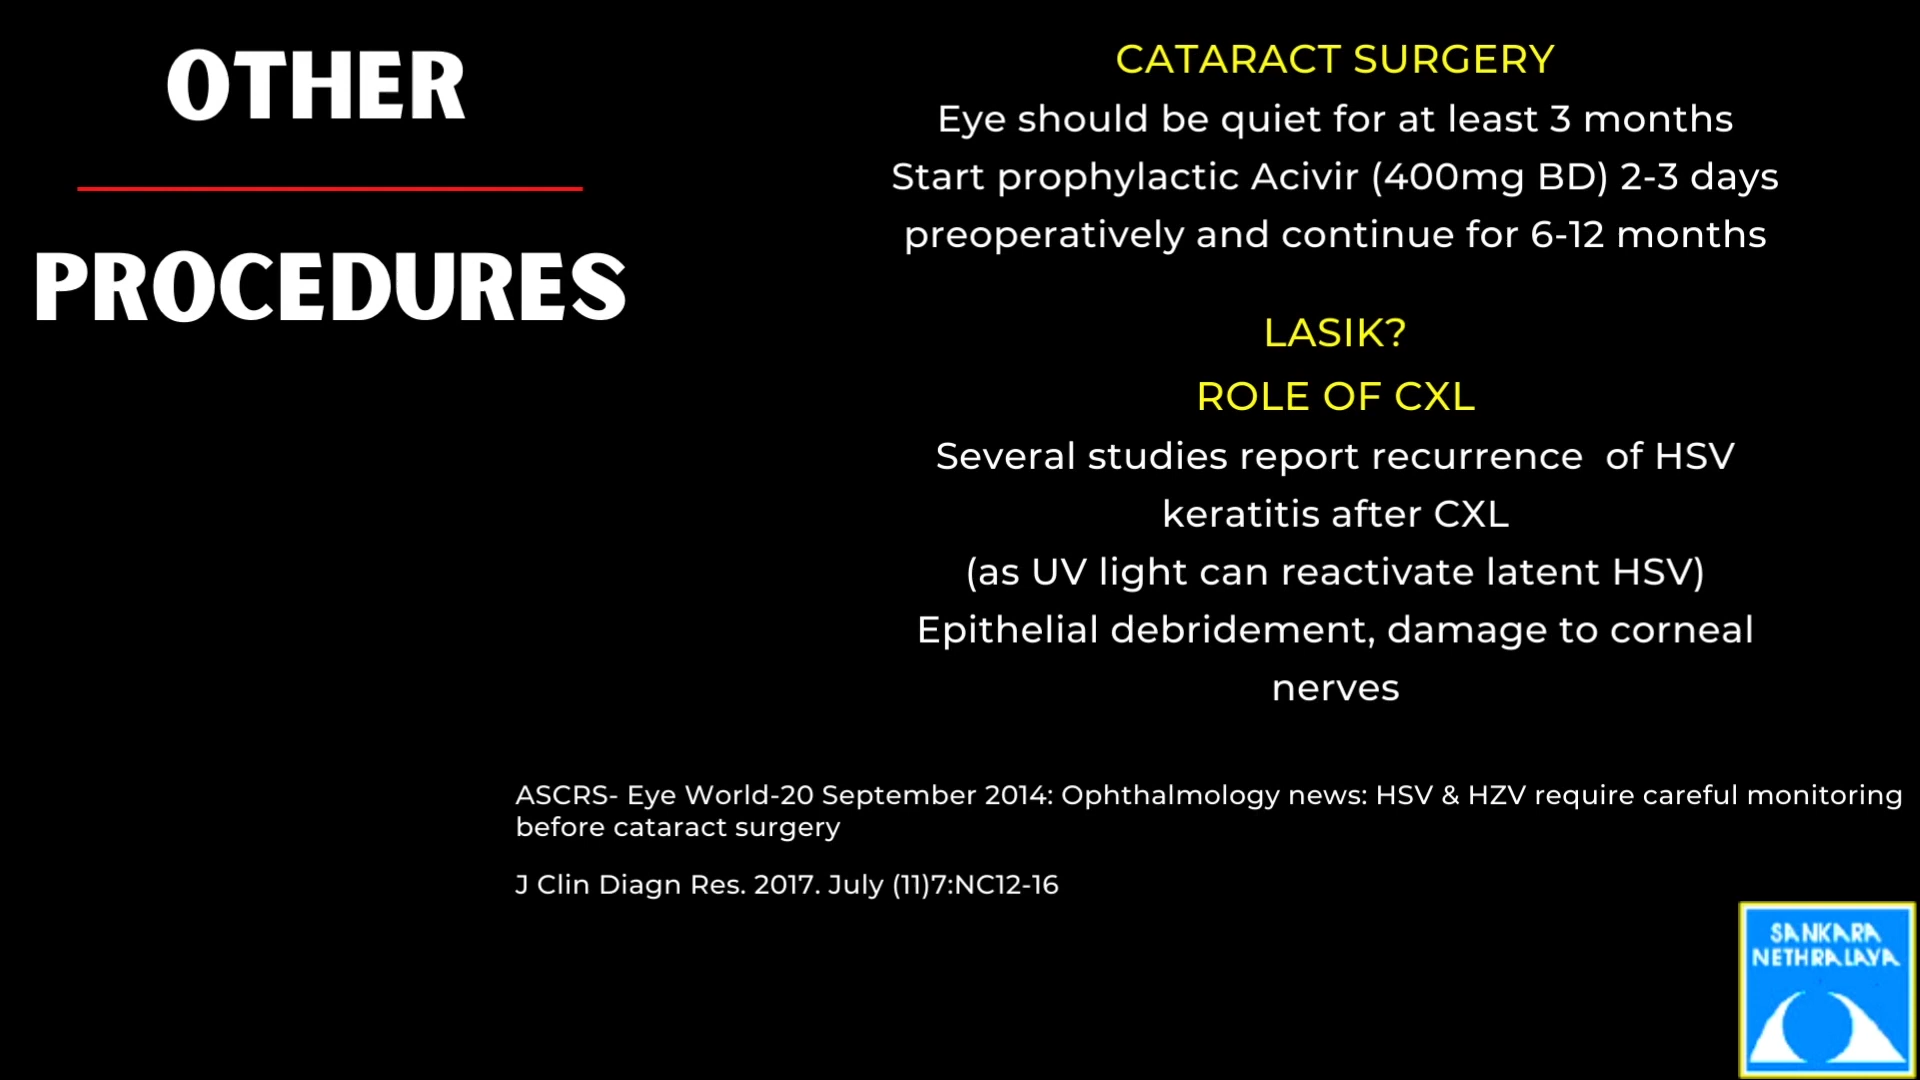 OTHER
PROCEDURES
CATARACT SURGERY
Eye should be quiet for at least 3 months
Start prophylactic Acivir (400mg BD) 2-3 days
preoperatively and continue for 6-12 months
LASIK?
ROLE OF CXL
Several studies report recurrence of HSV
keratitis after CXL
(as UV light can reactivate latent HSV)
Epithelial debridement, damage to corneal
nerves
ASCRS- Eye World-20 September 2014: Ophthalmology news: HSV & HZV require careful monitoring
before cataract surgery
J Clin Diagn Res. 2017. July (11)7:NC12-16
SANKARA
NETHRALAYA